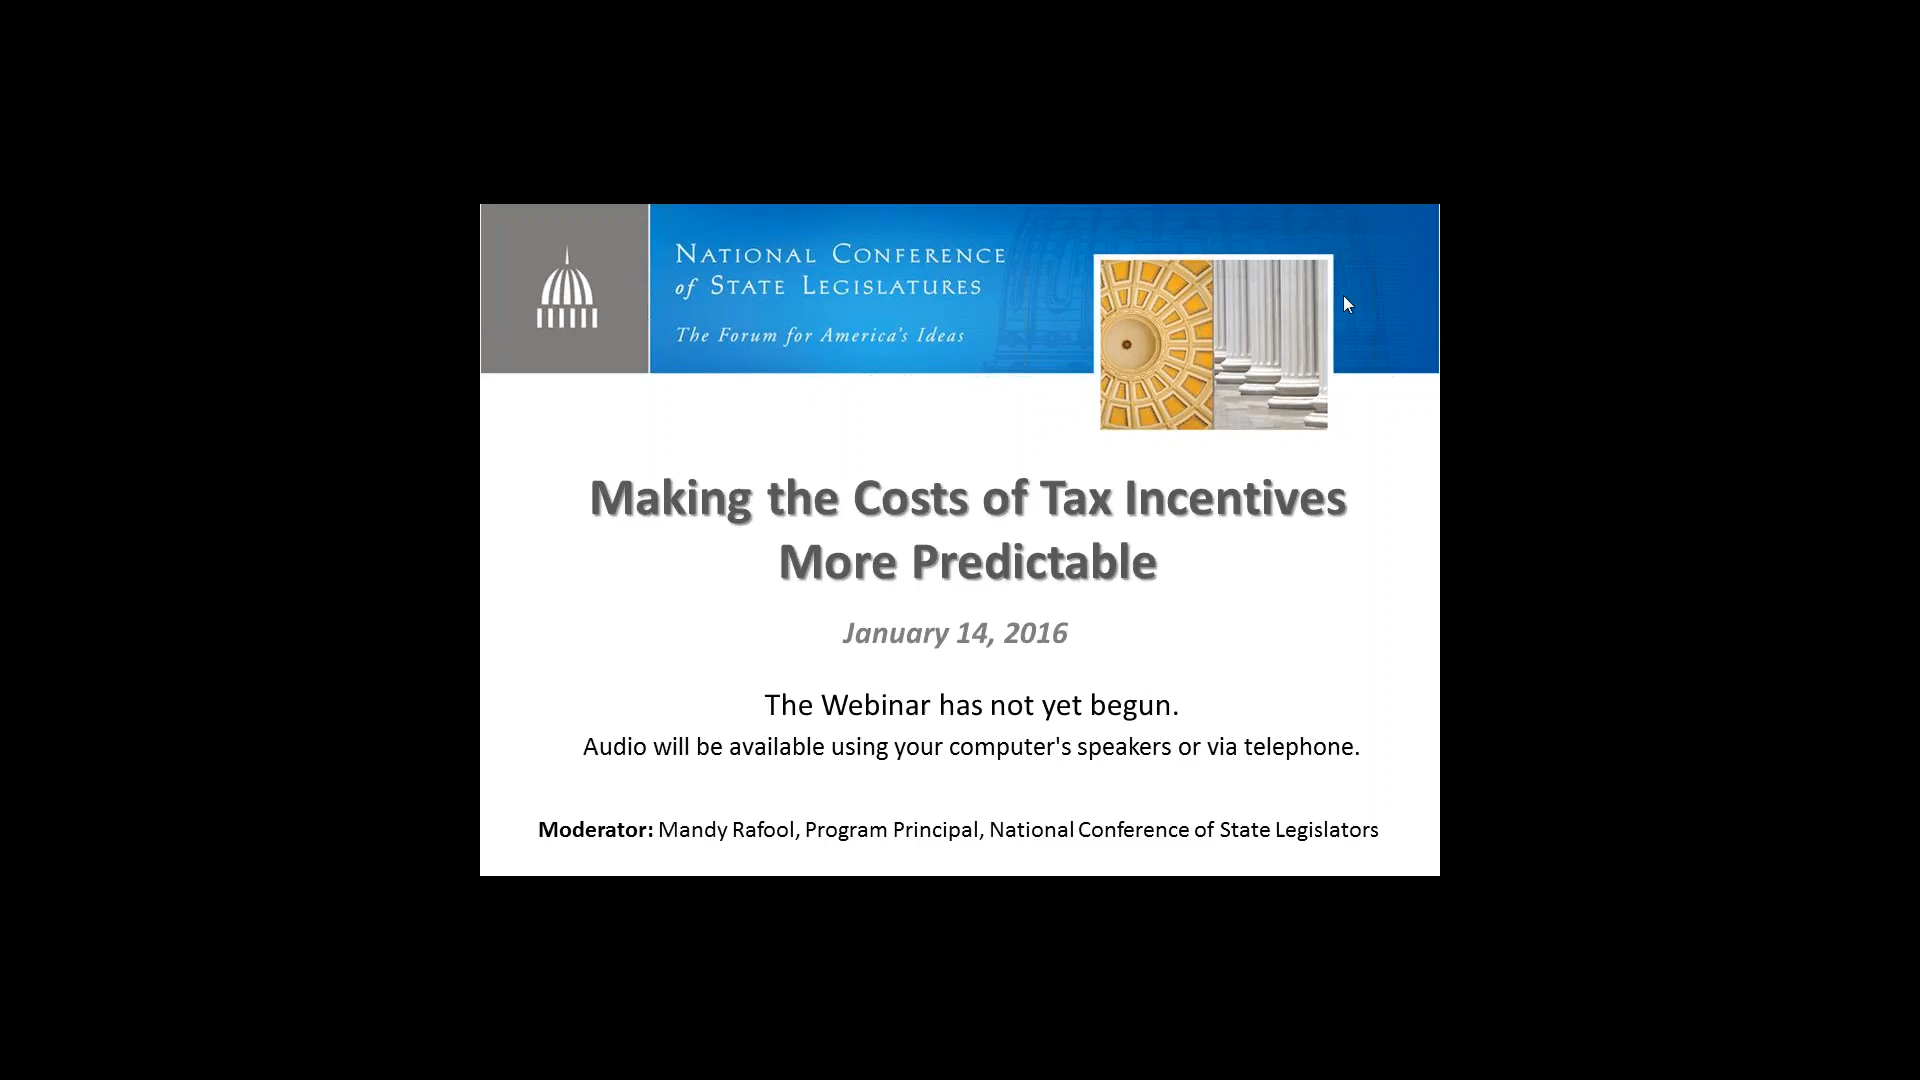 NATIONAL CONFERENCE
of STATE LEGISLATURES
The Forum for America's Ideas
Making the Costs of Tax Incentives
More Predictable
January 14, 2016
The Webinar has not yet begun.
Audio will be available using your computer's speakers or via telephone.
Moderator: Mandy Rafool, Program Principal, National Conference of State Legislators